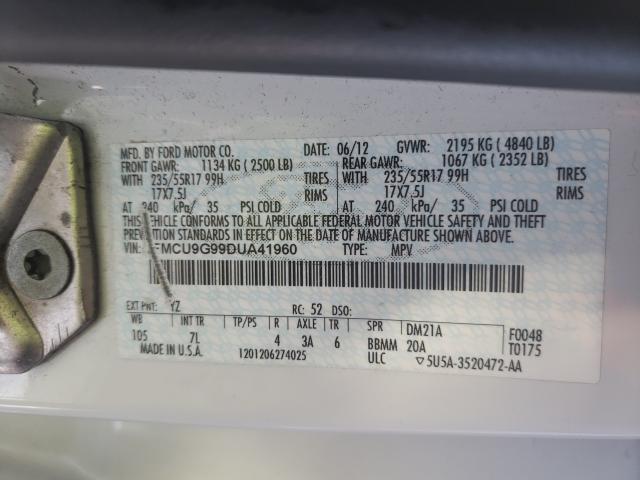 MFD. BY FORD MOTOR CO. DATE: 06/12 GVWR: 2195 KG ( 4840 LB)
FRONT GAWR: 1134 KG ( 2500 LB) REAR GAWR: 1067 KG ( 2352 LB)
WITH 235/55R17 99H TIRES WITH 235/55R17 99H TIRES
17X7.5J RIMS 17X7.5J RIMS
AT 240 kPa/ 35 PSI COLD AT 240 kPa/ 35 PSI COLD
THIS VEHICLE CONFORMS TO ALL APPLICABLE FEDERAL MOTOR VEHICLE SAFETY AND THEFT
PREVENTION STANDARDS IN EFFECT ON THE DATE OF MANUFACTURE SHOWN ABOVE.
VIN: FMCU9G99DUA41960 TYPE: MPV
EXT PNT: YZ RC: 52 DSO:
WB INT TR TP/PS R AXLE TR SPR DM21A F0048
105 7L 4 3A 6 BBMM 20A T0175
MADE IN U.S.A. 1201206274025 ULC ▽5U5A-3520472-AA